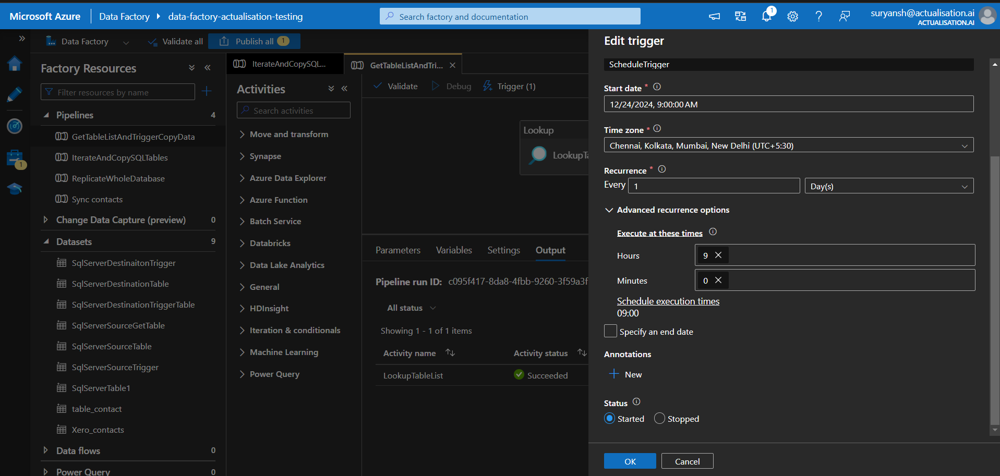 Microsoft Azure
Data Factory
data-factory-actualisation-testing
Search factory and documentation
1
suryansh@actualisation.ai
ACTUALISATION.AI
Data Factory
Validate all
Publish all 1
Factory Resources
Filter resources by name
Pipelines 4
GetTableListAndTriggerCopyData
IterateAndCopySQLTables
1
ReplicateWholeDatabase
Sync contacts
Change Data Capture (preview) 0
Datasets 9
SqlServerDestinaitonTrigger
SqlServerDestinationTable
SqlServerDestinationTriggerTable
SqlServerSourceGetTable
SqlServerSourceTable
SqlServerSourceTrigger
SqlServerTable1
table_contact
Xero_contacts
Data flows 0
Power Query 0
IterateAndCopySQL...
GetTableListAndTri...
Activities
Search activities
Move and transform
Synapse
Azure Data Explorer
Azure Function
Batch Service
Databricks
Data Lake Analytics
General
HDInsight
Iteration & conditionals
Machine Learning
Power Query
Validate
Debug
Trigger (1)
Lookup
LookupTa
Parameters
Variables
Settings
Output
Pipeline run ID: c095f417-8da8-4fbb-9260-3f59a3f
All status
Showing 1 - 1 of 1 items
Activity name
Activity status
LookupTableList
Succeeded
Edit trigger
ScheduleTrigger
Start date *
12/24/2024, 9:00:00 AM
Time zone *
Chennai, Kolkata, Mumbai, New Delhi (UTC+5:30)
Recurrence *
Every 1 Day(s)
Advanced recurrence options
Execute at these times
Hours 9
Minutes 0
Schedule execution times
09:00
Specify an end date
Annotations
New
Status
Started
Stopped
OK
Cancel